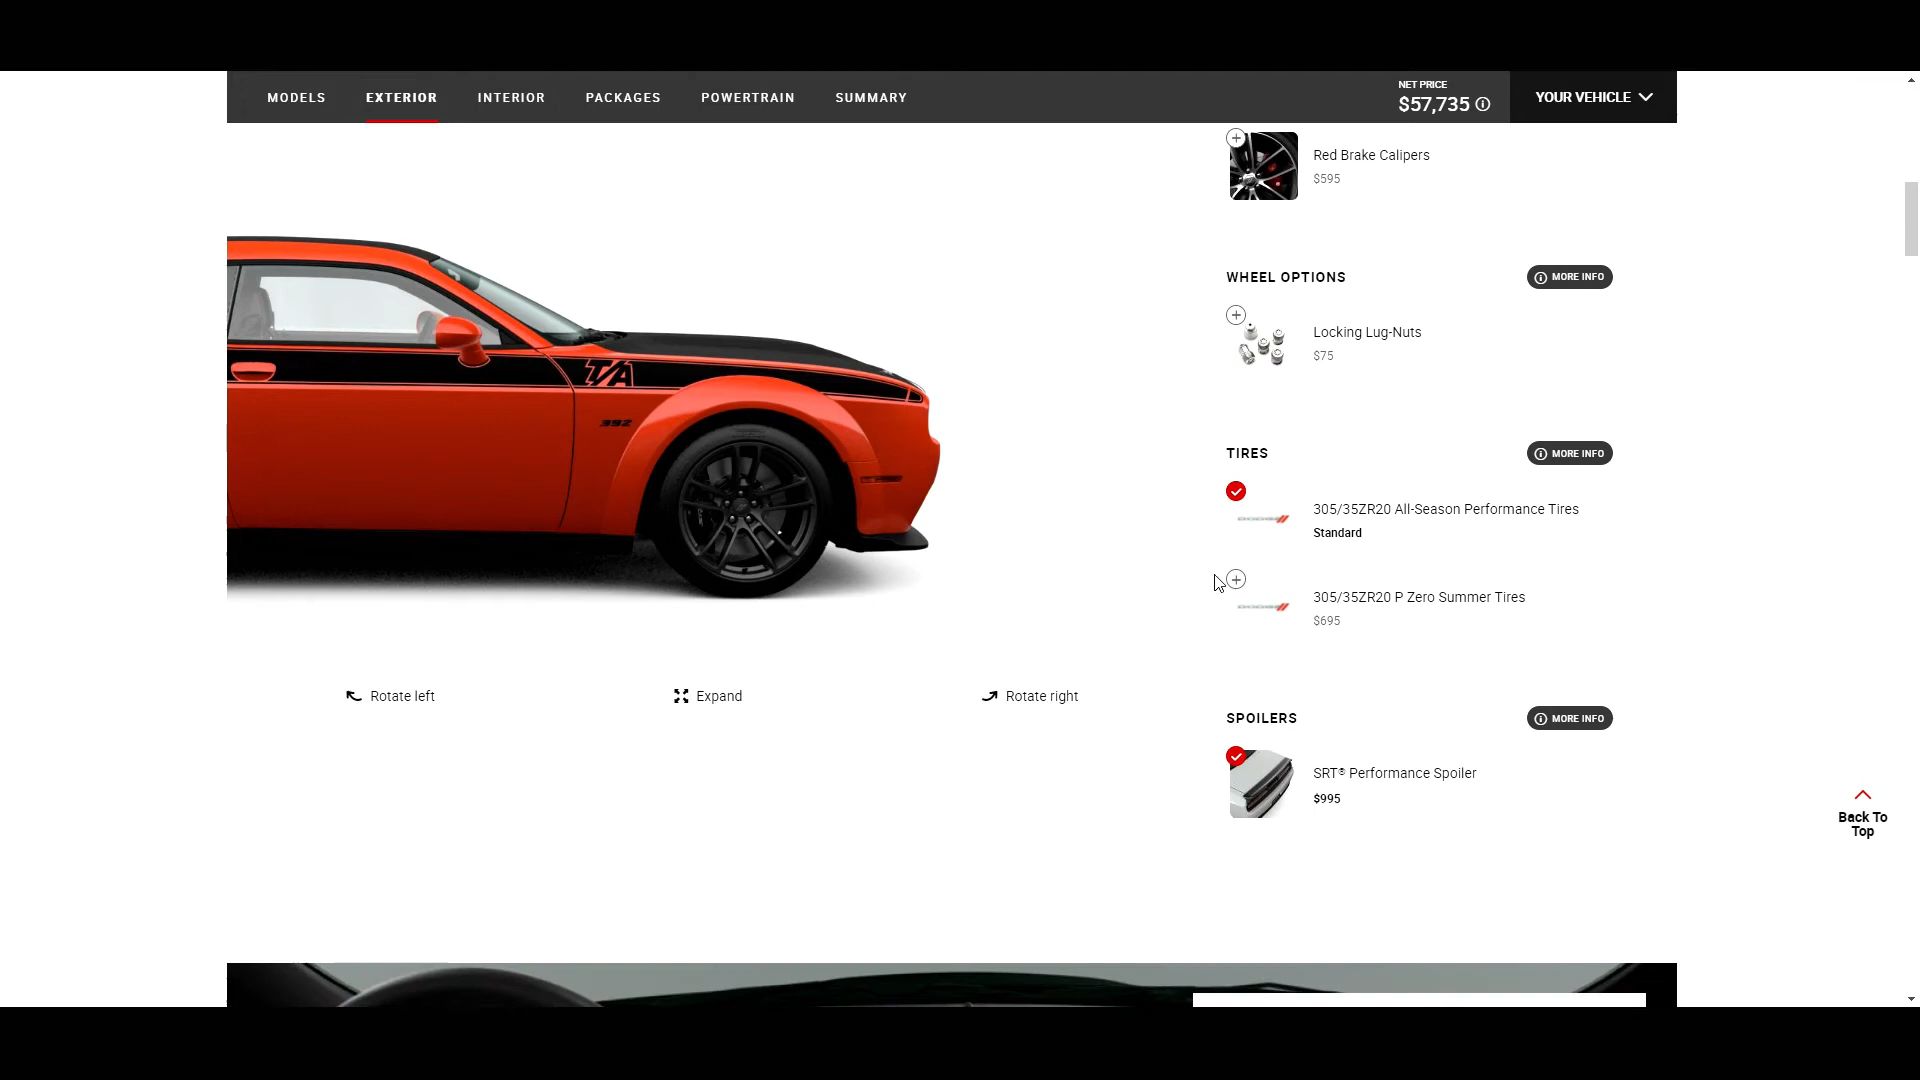 MODELS EXTERIOR INTERIOR PACKAGES POWERTRAIN SUMMARY
NET PRICE
$57,735
YOUR VEHICLE
Red Brake Calipers
$595
WHEEL OPTIONS MORE INFO
Locking Lug-Nuts
$75
T/A
392
TIRES MORE INFO
305/35ZR20 All-Season Performance Tires
Standard
305/35ZR20 P Zero Summer Tires
$695
Rotate left Expand Rotate right
SPOILERS MORE INFO
SRT® Performance Spoiler
$995
Back To
Top